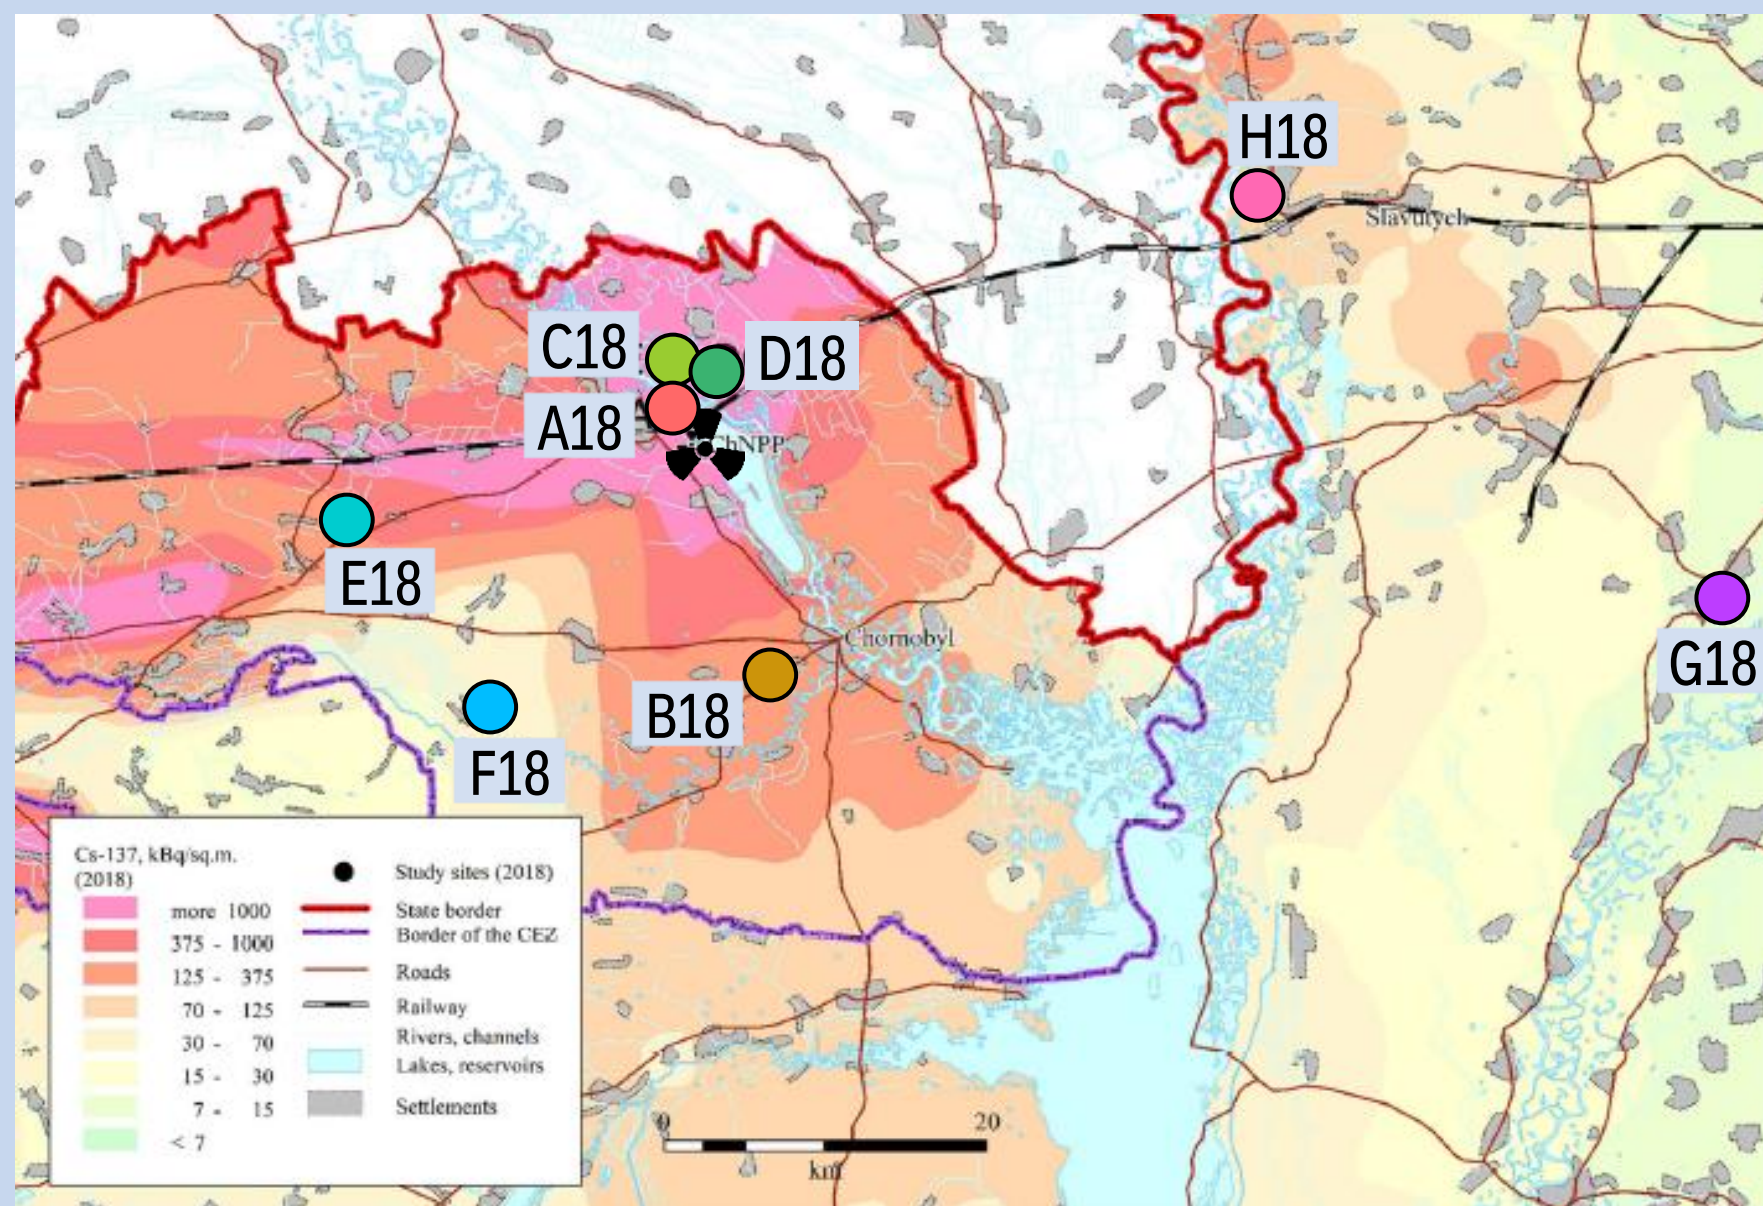 H18
Slavutych
C18
D18
A18
ChNPP
E18
Chornobyl
G18
B18
F18
Cs-137, kBq/sq.m.
(2018)
more 1000
375 - 1000
125 - 375
70 - 125
30 - 70
15 - 30
7 - 15
< 7
Study sites (2018)
State border
Border of the CEZ
Roads
Railway
Rivers, channels
Lakes, reservoirs
Settlements
0 20
km